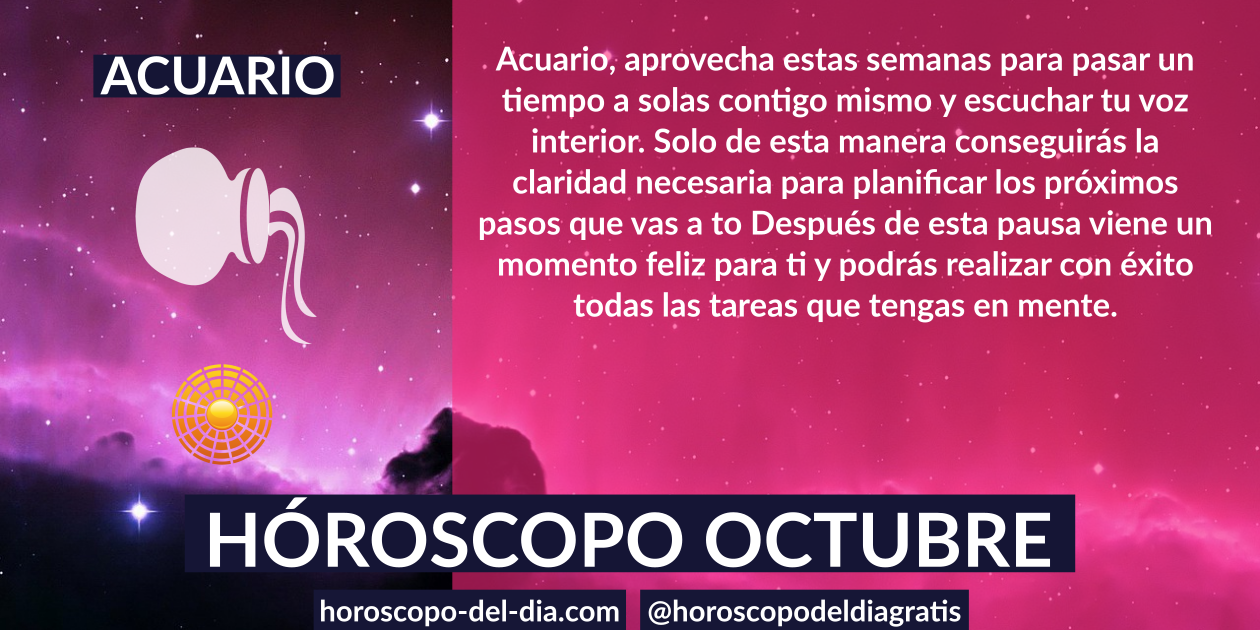 ACUARIO
Acuario, aprovecha estas semanas para pasar un
tiempo a solas contigo mismo y escuchar tu voz
interior. Solo de esta manera conseguirás la
claridad necesaria para planificar los próximos
pasos que vas a to Después de esta pausa viene un
momento feliz para ti y podrás realizar con éxito
todas las tareas que tengas en mente.
HÓROSCOPO OCTUBRE
horoscopo-del-dia.com
@horoscopodeldiagratis